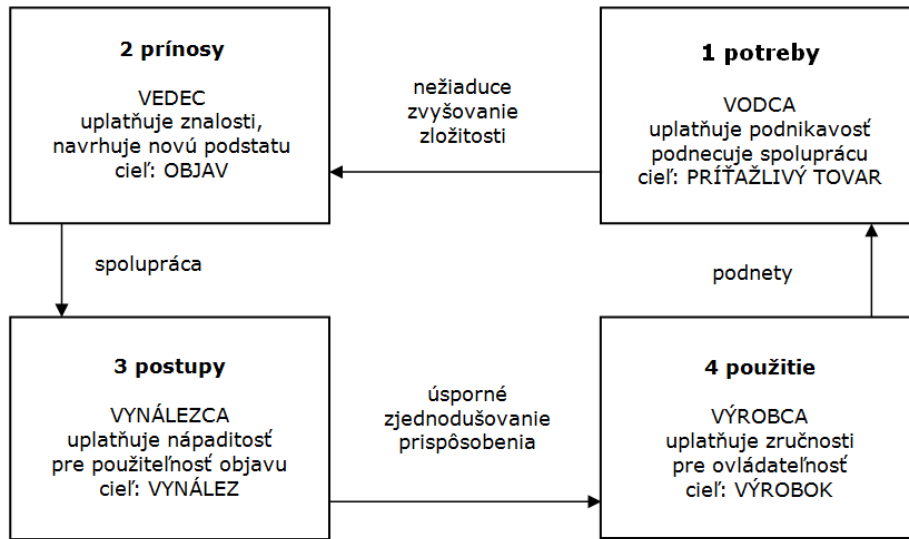 2 prínosy
VEDEC
uplatňuje znalosti,
navrhuje novú podstatu
cieľ: OBJAV
nežiaduce
zvyšovanie
zložitosti
1 potreby
VODCA
uplatňuje podnikavosť
podnecuje spoluprácu
cieľ: PRÍŤAŽLIVÝ TOVAR
spolupráca
podnety
3 postupy
VYNÁLEZCA
uplatňuje nápaditosť
pre použiteľnosť objavu
cieľ: VYNÁLEZ
úsporné
zjednodušovanie
prispôsobenia
4 použitie
VÝROBCA
uplatňuje zručnosti
pre ovládateľnosť
cieľ: VÝROBOK